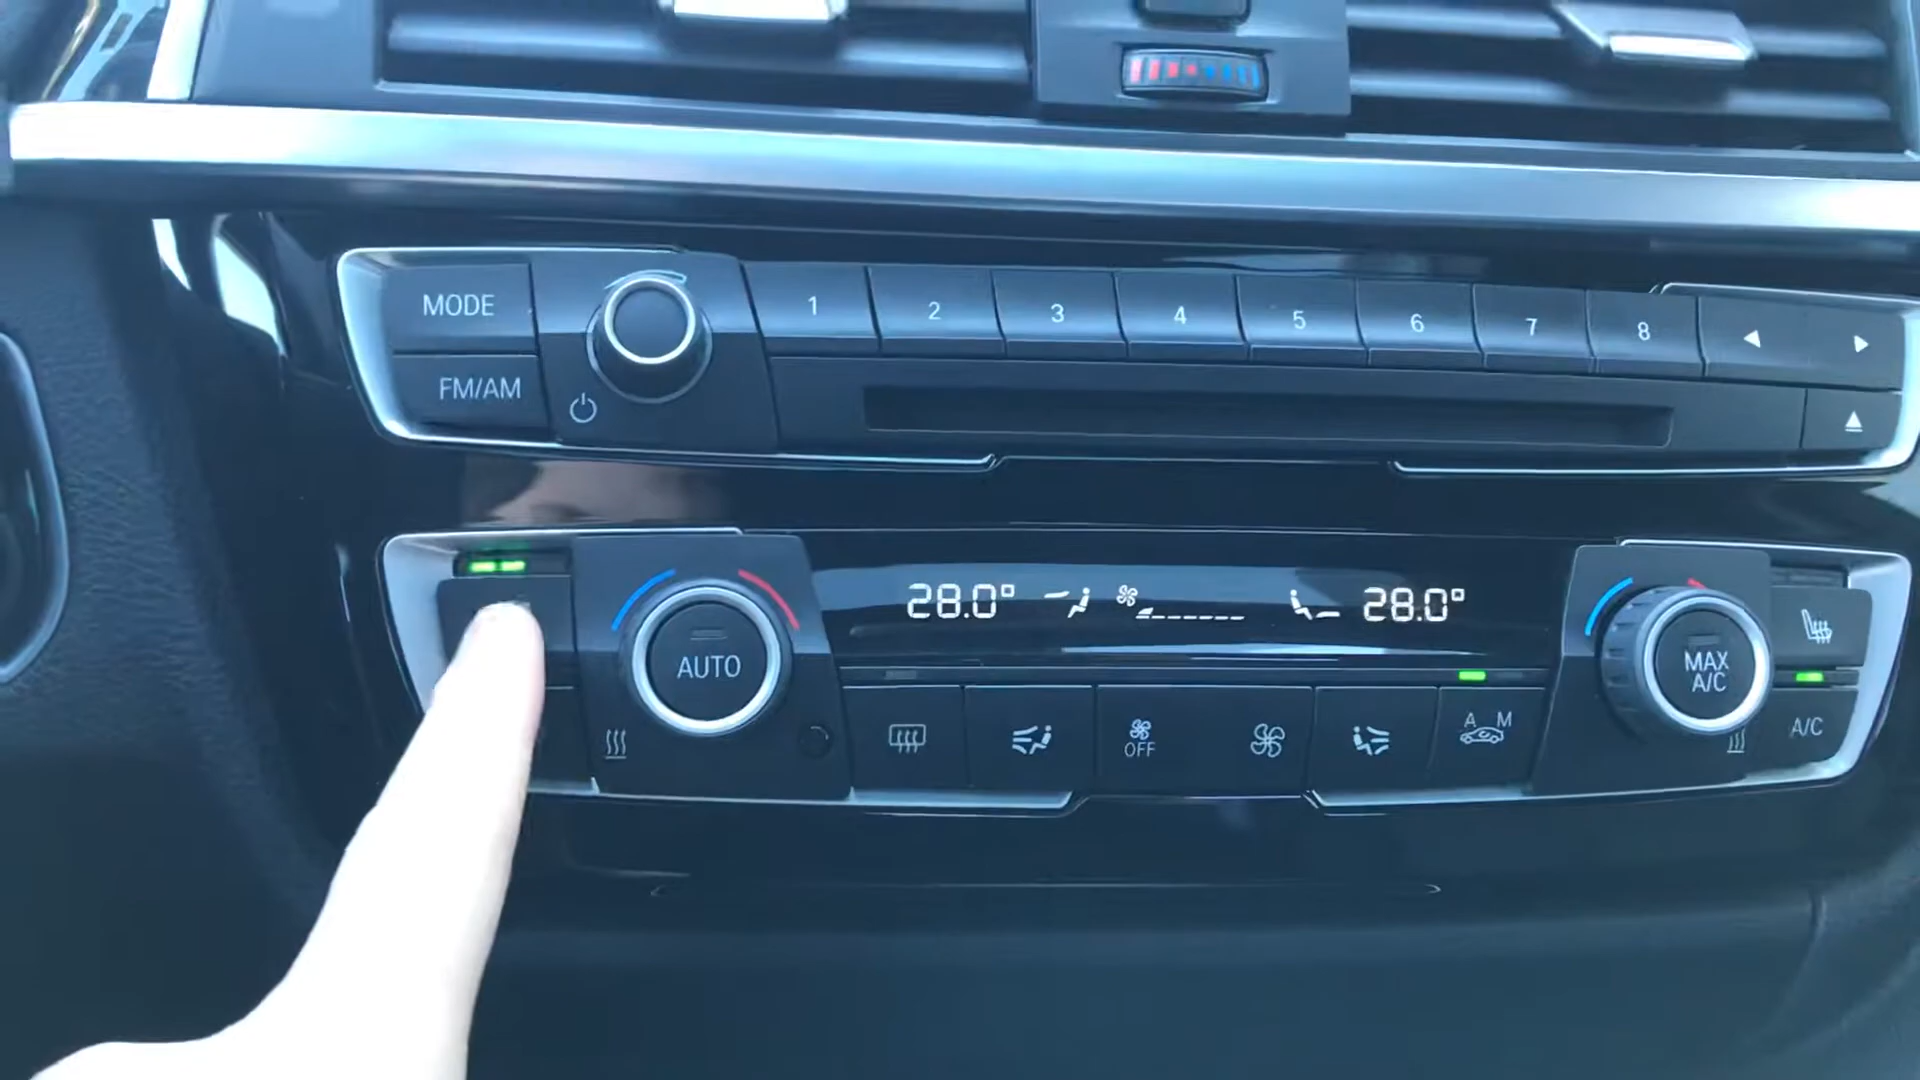 MODE
1 2 3 4 5 6 7 8
FM/AM
28.0° 28.0°
AUTO
MAX
A/C
OFF
A M
A/C